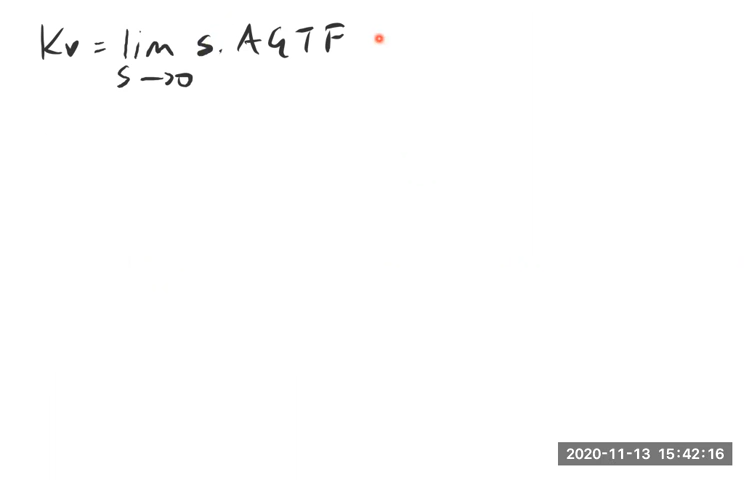 Kv = lim s. AGTF
s → 0
2020-11-13 15:42:16